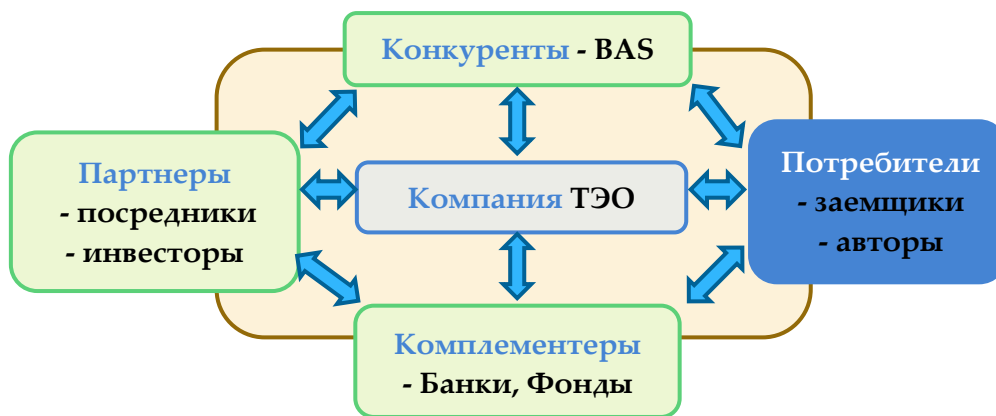 Конкуренты - BAS
Партнеры
- посредники
- инвесторы
Компания ТЭО
Потребители
- заемщики
- авторы
Комплементеры
- Банки, Фонды